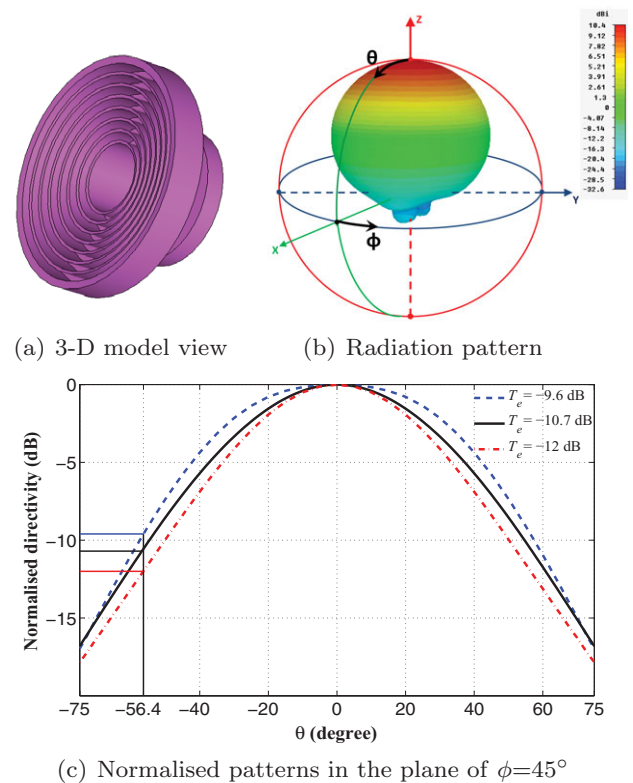 dBi
10.4
9.12
7.82
6.51
5.21
3.91
2.61
1.3
0
-4.07
-8.14
-12.2
-16.3
-20.4
-24.4
-28.5
-32.6
Z
θ
Y
X
ϕ
(a) 3-D model view
(b) Radiation pattern
Normalised directivity (dB)
0
−5
−10
−15
T_e = −9.6 dB
T_e = −10.7 dB
T_e = −12 dB
−75 −56.4 −40 −20 0 20 40 60 75
θ (degree)
(c) Normalised patterns in the plane of ϕ=45°